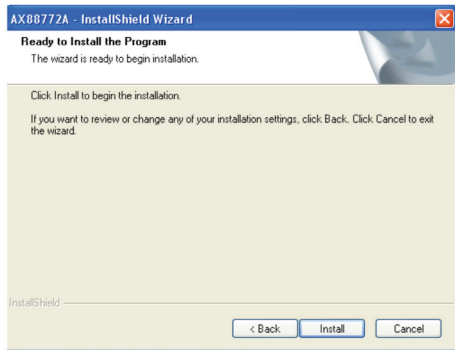 AX88772A - InstallShield Wizard
Ready to Install the Program
The wizard is ready to begin installation.
Click Install to begin the installation.
If you want to review or change any of your installation settings, click Back. Click Cancel to exit
the wizard.
InstallShield
< Back Install Cancel